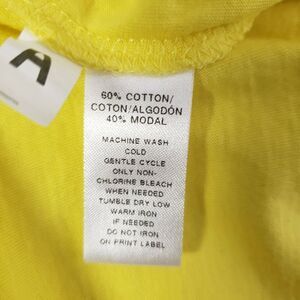 A
60% COTTON/
COTON/ALGODÓN
40% MODAL
MACHINE WASH
COLD
GENTLE CYCLE
ONLY NON-
CHLORINE BLEACH
WHEN NEEDED
TUMBLE DRY LOW
WARM IRON
IF NEEDED
DO NOT IRON
ON PRINT LABEL